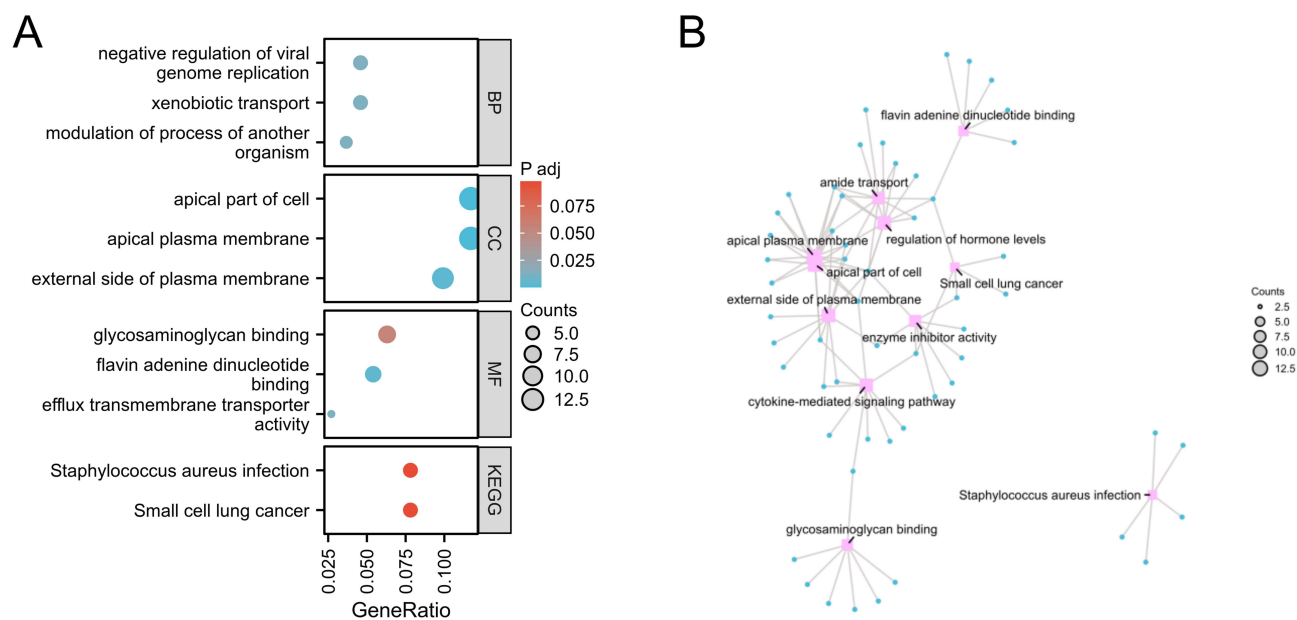 A
negative regulation of viral
genome replication
xenobiotic transport
modulation of process of another
organism
BP
apical part of cell
apical plasma membrane
external side of plasma membrane
CC
glycosaminoglycan binding
flavin adenine dinucleotide
binding
efflux transmembrane transporter
activity
MF
Staphylococcus aureus infection
Small cell lung cancer
KEGG
0.025
0.050
0.075
0.100
GeneRatio
P adj
0.075
0.050
0.025
Counts
5.0
7.5
10.0
12.5
B
flavin adenine dinucleotide binding
amide transport
apical plasma membrane
regulation of hormone levels
apical part of cell
Small cell lung cancer
external side of plasma membrane
enzyme inhibitor activity
cytokine-mediated signaling pathway
Staphylococcus aureus infection
glycosaminoglycan binding
Counts
2.5
5.0
7.5
10.0
12.5